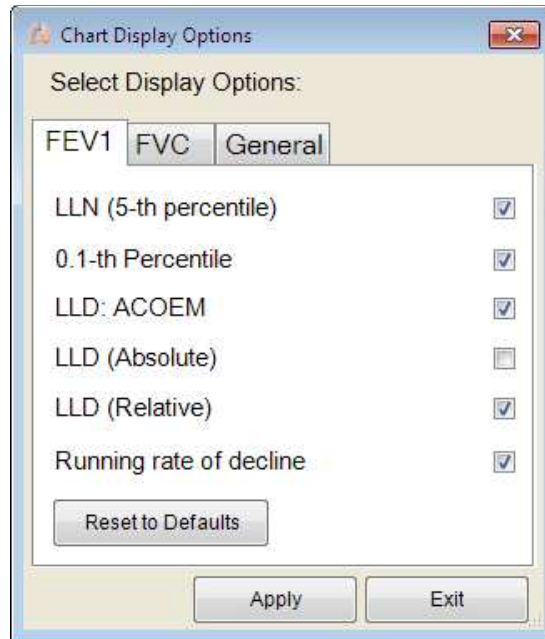 Chart Display Options
Select Display Options:
FEV1 FVC General
LLN (5-th percentile)
0.1-th Percentile
LLD: ACOEM
LLD (Absolute)
LLD (Relative)
Running rate of decline
Reset to Defaults
Apply Exit